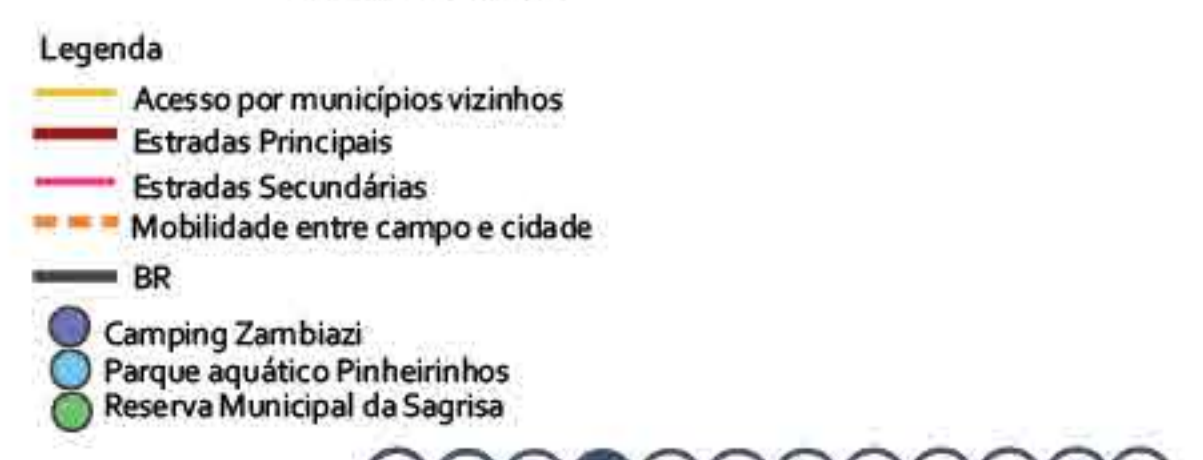 Legenda
Acesso por municípios vizinhos
Estradas Principais
Estradas Secundárias
Mobilidade entre campo e cidade
BR
Camping Zambiazi
Parque aquático Pinheirinhos
Reserva Municipal da Sagrisa